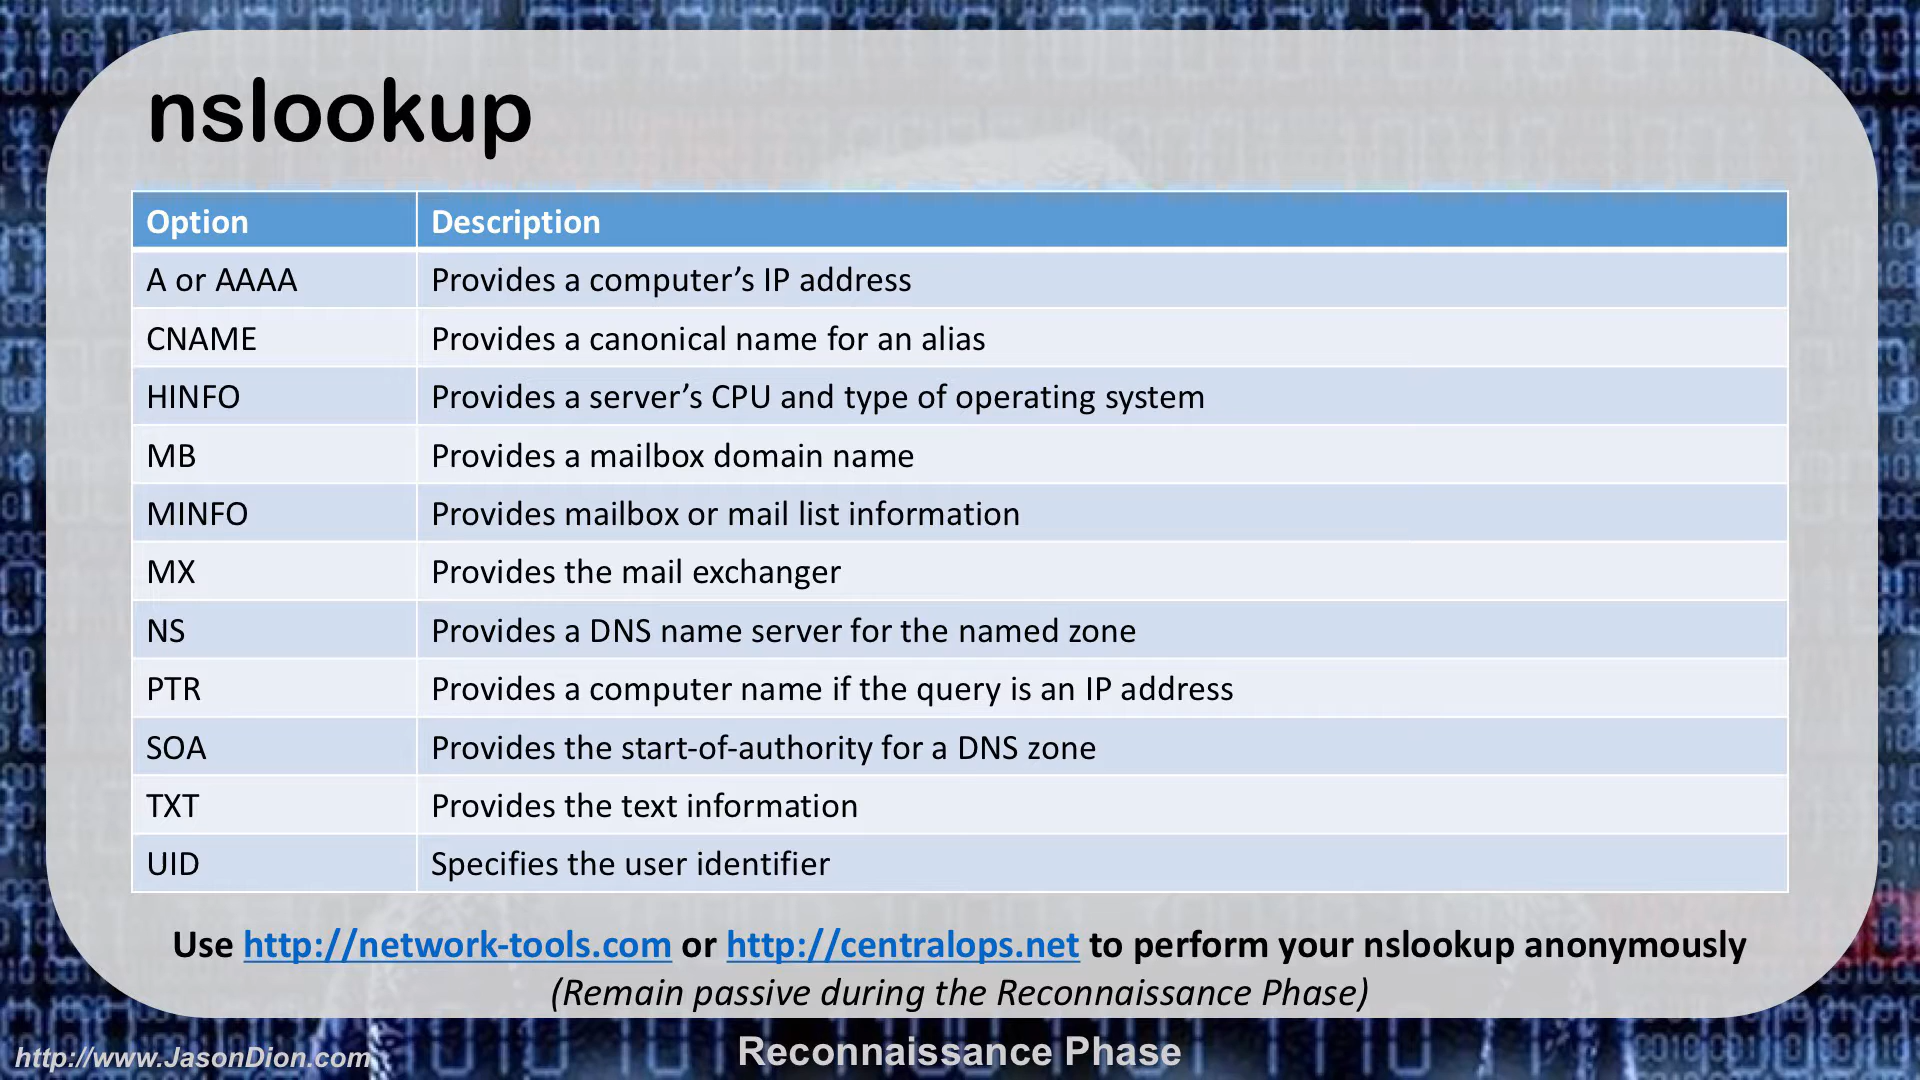 nslookup
Option Description
A or AAAA Provides a computer’s IP address
CNAME Provides a canonical name for an alias
HINFO Provides a server’s CPU and type of operating system
MB Provides a mailbox domain name
MINFO Provides mailbox or mail list information
MX Provides the mail exchanger
NS Provides a DNS name server for the named zone
PTR Provides a computer name if the query is an IP address
SOA Provides the start-of-authority for a DNS zone
TXT Provides the text information
UID Specifies the user identifier
Use http://network-tools.com or http://centralops.net to perform your nslookup anonymously
(Remain passive during the Reconnaissance Phase)
http://www.JasonDion.com Reconnaissance Phase